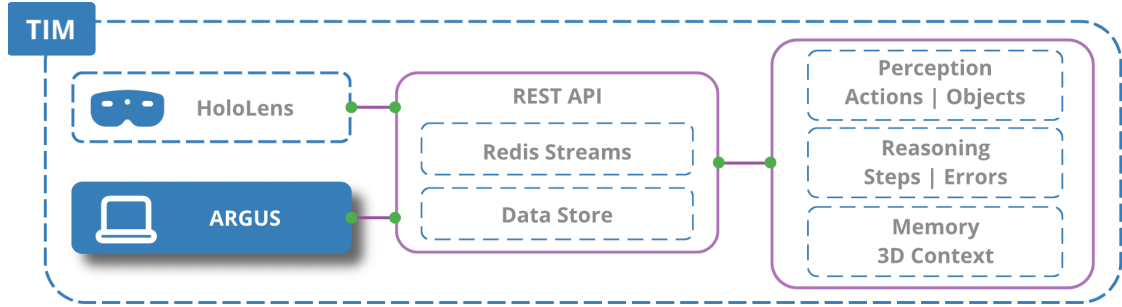 TIM
HoloLens
ARGUS
REST API
Redis Streams
Data Store
Perception
Actions | Objects
Reasoning
Steps | Errors
Memory
3D Context